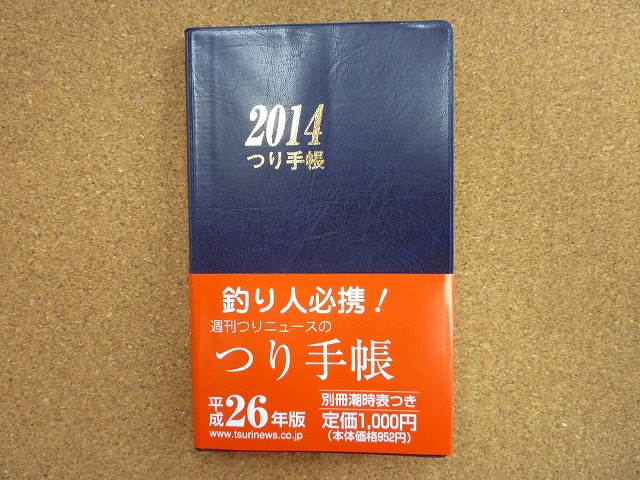 2014
つり手帳
釣り人必携!
週刊つりニュースの
つり手帳
平成26年版
www.tsurinews.co.jp
別冊潮時表つき
定価1,000円
(本体価格952円)